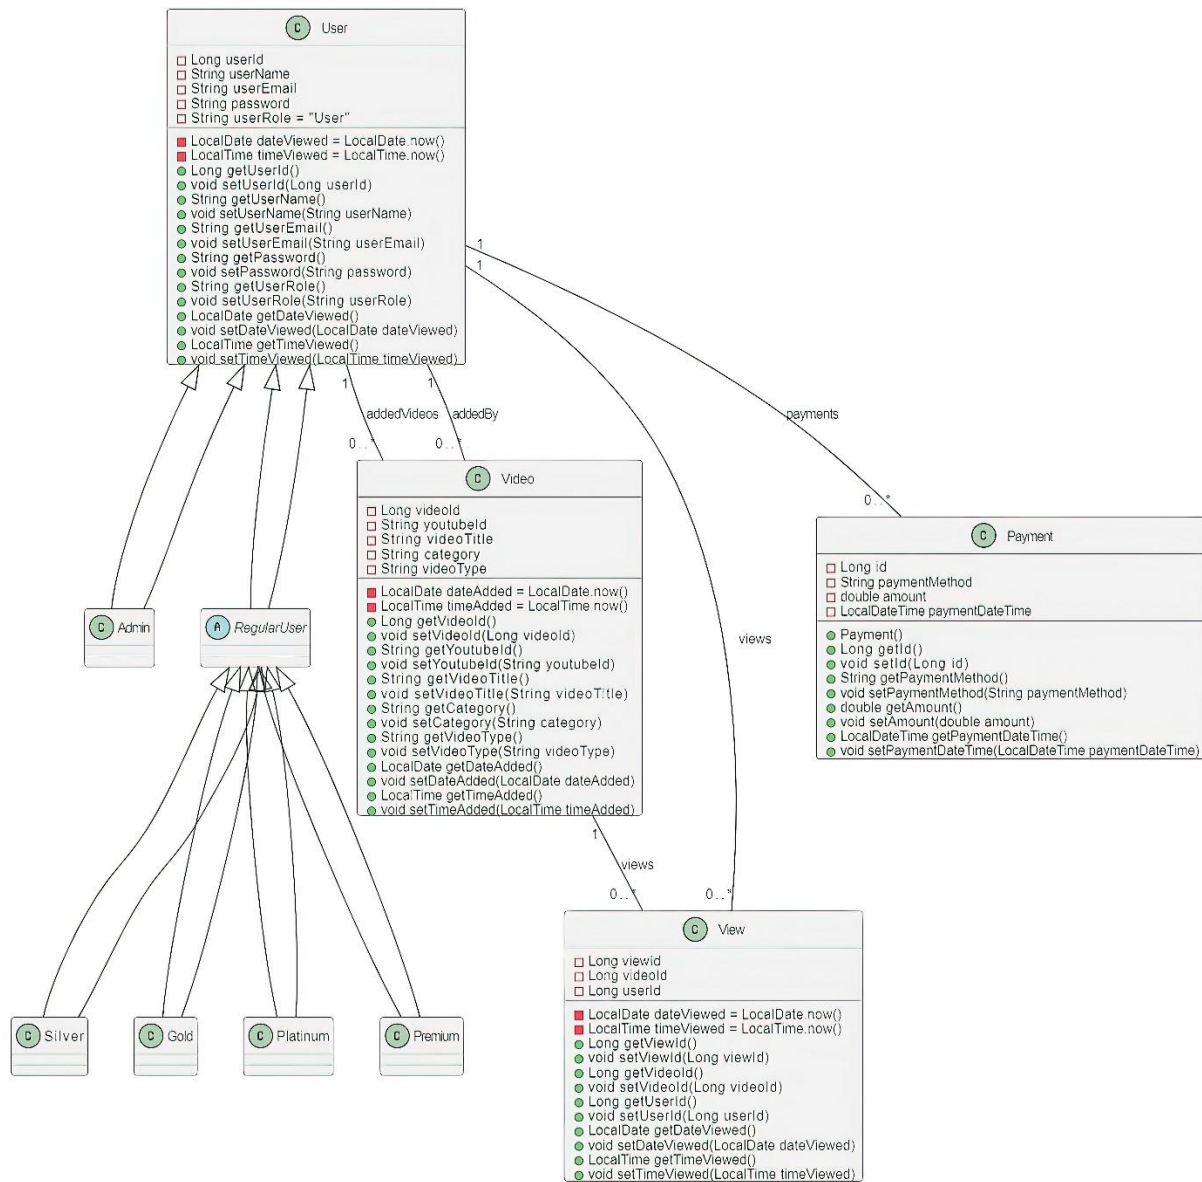 C User
Long userId
String userName
String userEmail
String password
String userRole = "User"
LocalDate dateViewed = LocalDate.now()
LocalTime timeViewed = LocalTime.now()
Long getUserId()
void setUserId(Long userId)
String getUserName()
void setUserName(String userName)
String getUserEmail()
void setUserEmail(String userEmail)
String getPassword()
void setPassword(String password)
String getUserRole()
void setUserRole(String userRole)
LocalDate getDateViewed()
void setDateViewed(LocalDate dateViewed)
LocalTime getTimeViewed()
void setTimeViewed(LocalTime timeViewed)
1
1
1
1
addedVideos
addedBy
payments
0..*
0..*
0..*
C Video
Long videoId
String youtubeId
String videoTitle
String category
String videoType
LocalDate dateAdded = LocalDate.now()
LocalTime timeAdded = LocalTime now()
Long getVideoId()
void setVideoId(Long videoId)
String getYoutubeId()
void setYoutubeId(String youtubeId)
String getVideoTitle()
void setVideoTitle(String videoTitle)
String getCategory()
void setCategory(String category)
String getVideoType()
void setVideoType(String videoType)
LocalDate getDateAdded()
void setDateAdded(LocalDate dateAdded)
LocalTime getTimeAdded()
void setTimeAdded(LocalTime timeAdded)
C Payment
Long id
String paymentMethod
double amount
LocalDateTime paymentDateTime
Payment()
Long getId()
void setId(Long id)
String getPaymentMethod()
void setPaymentMethod(String paymentMethod)
double getAmount()
void setAmount(double amount)
LocalDateTime getPaymentDateTime()
void setPaymentDateTime(LocalDateTime paymentDateTime)
C Admin
A RegularUser
views
1
views
0..*
0..*
C View
Long viewId
Long videoId
Long userId
LocalDate dateViewed = LocalDate.now()
LocalTime timeViewed = LocalTime.now()
Long getViewId()
void setViewId(Long viewId)
Long getVideoId()
void setVideoId(Long videoId)
Long getUserId()
void setUserId(Long userId)
LocalDate getDateViewed()
void setDateViewed(LocalDate dateViewed)
LocalTime getTimeViewed()
void setTimeViewed(LocalTime timeViewed)
C Silver
C Gold
C Platinum
C Premium